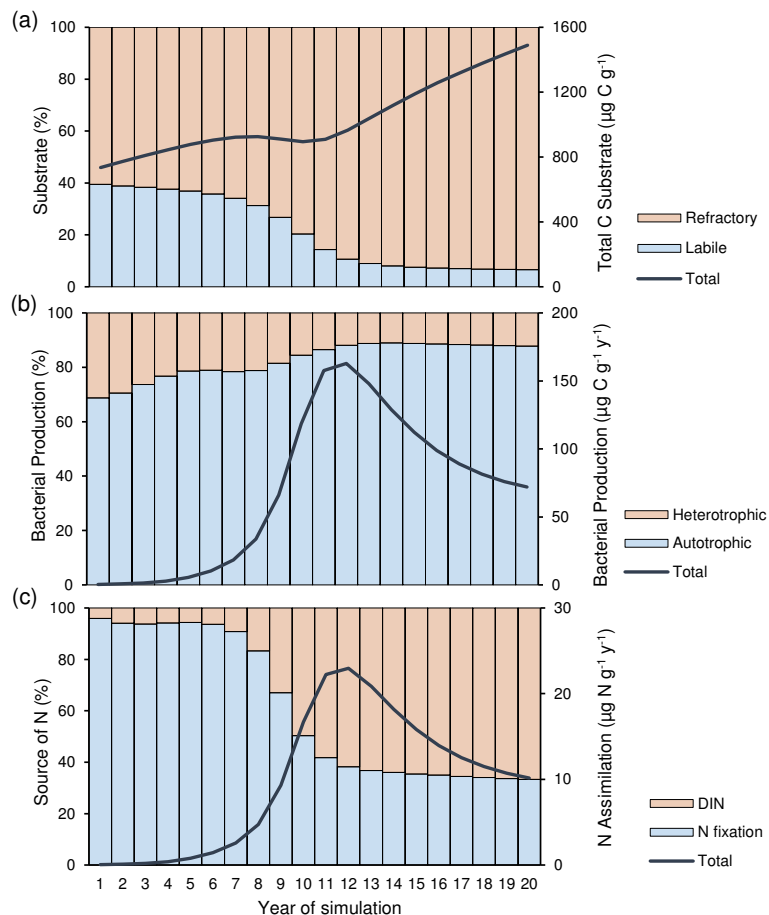 (a)
100
80
60
40
20
0
Substrate (%)
1600
1200
800
400
0
Total C Substrate (µg C g⁻¹)
Refractory
Labile
Total
(b)
100
80
60
40
20
0
Bacterial Production (%)
200
150
100
50
0
Bacterial Production (µg C g⁻¹ y⁻¹)
Heterotrophic
Autotrophic
Total
(c)
100
80
60
40
20
0
Source of N (%)
30
20
10
0
N Assimilation (µg N g⁻¹ y⁻¹)
DIN
N fixation
Total
1 2 3 4 5 6 7 8 9 10 11 12 13 14 15 16 17 18 19 20
Year of simulation